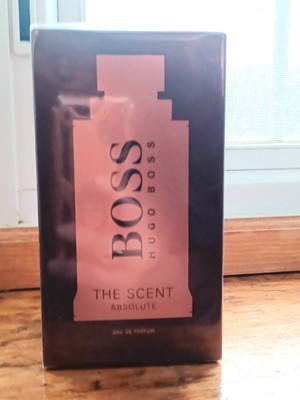 BOSS
HUGO BOSS
THE SCENT
ABSOLUTE
EAU DE PARFUM